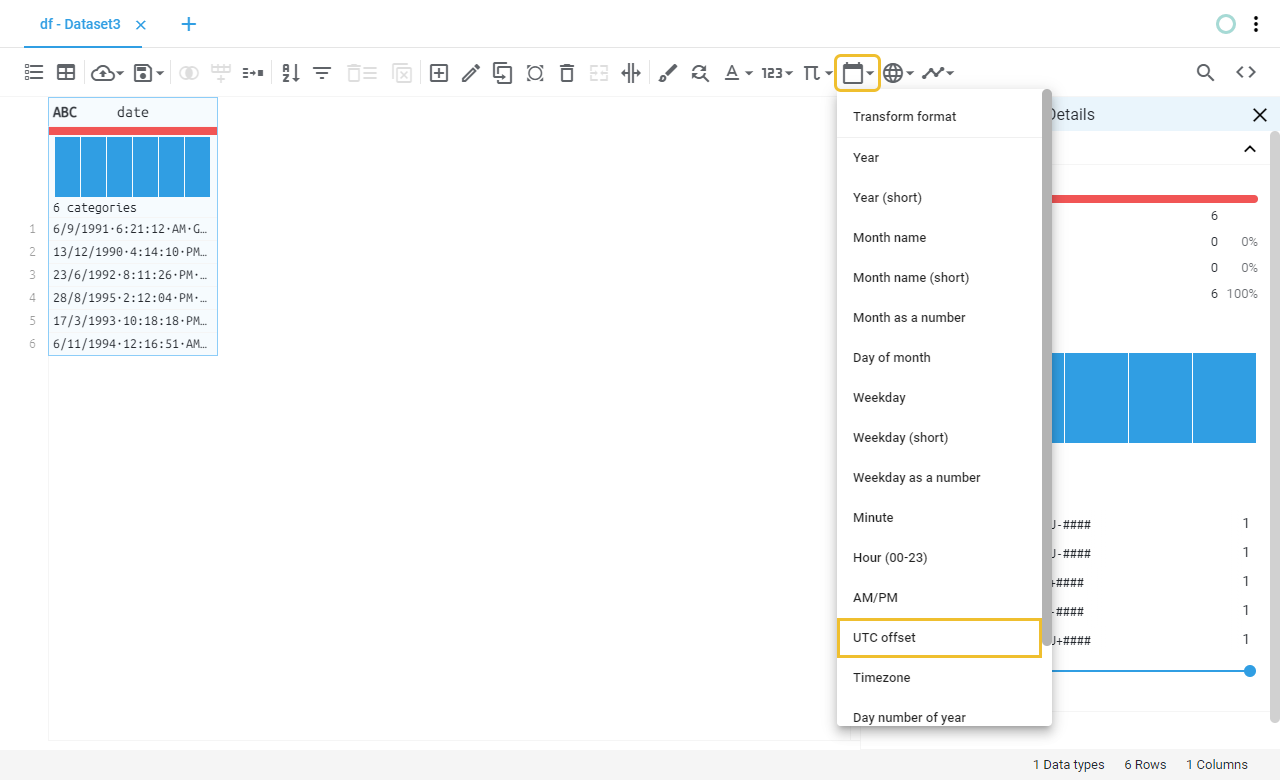 df - Dataset3
123
ABC date
6 categories
1 6/9/1991·6:21:12·AM·G…
2 13/12/1990·4:14:10·PM…
3 23/6/1992·8:11:26·PM·…
4 28/8/1995·2:12:04·PM·…
5 17/3/1993·10:18:18·PM…
6 6/11/1994·12:16:51·AM…
Transform format
Year
Year (short)
Month name
Month name (short)
Month as a number
Day of month
Weekday
Weekday (short)
Weekday as a number
Minute
Hour (00-23)
AM/PM
UTC offset
Timezone
Day number of year
Details
6
0 0%
0 0%
6 100%
-#### 1
-#### 1
+#### 1
-#### 1
+#### 1
1 Data types 6 Rows 1 Columns